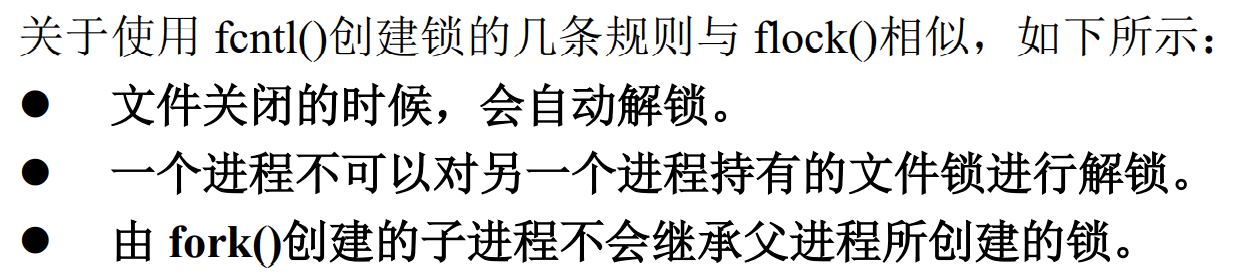 关于使用 fcntl()创建锁的几条规则与 flock()相似，如下所示：
● 文件关闭的时候，会自动解锁。
● 一个进程不可以对另一个进程持有的文件锁进行解锁。
● 由 fork()创建的子进程不会继承父进程所创建的锁。